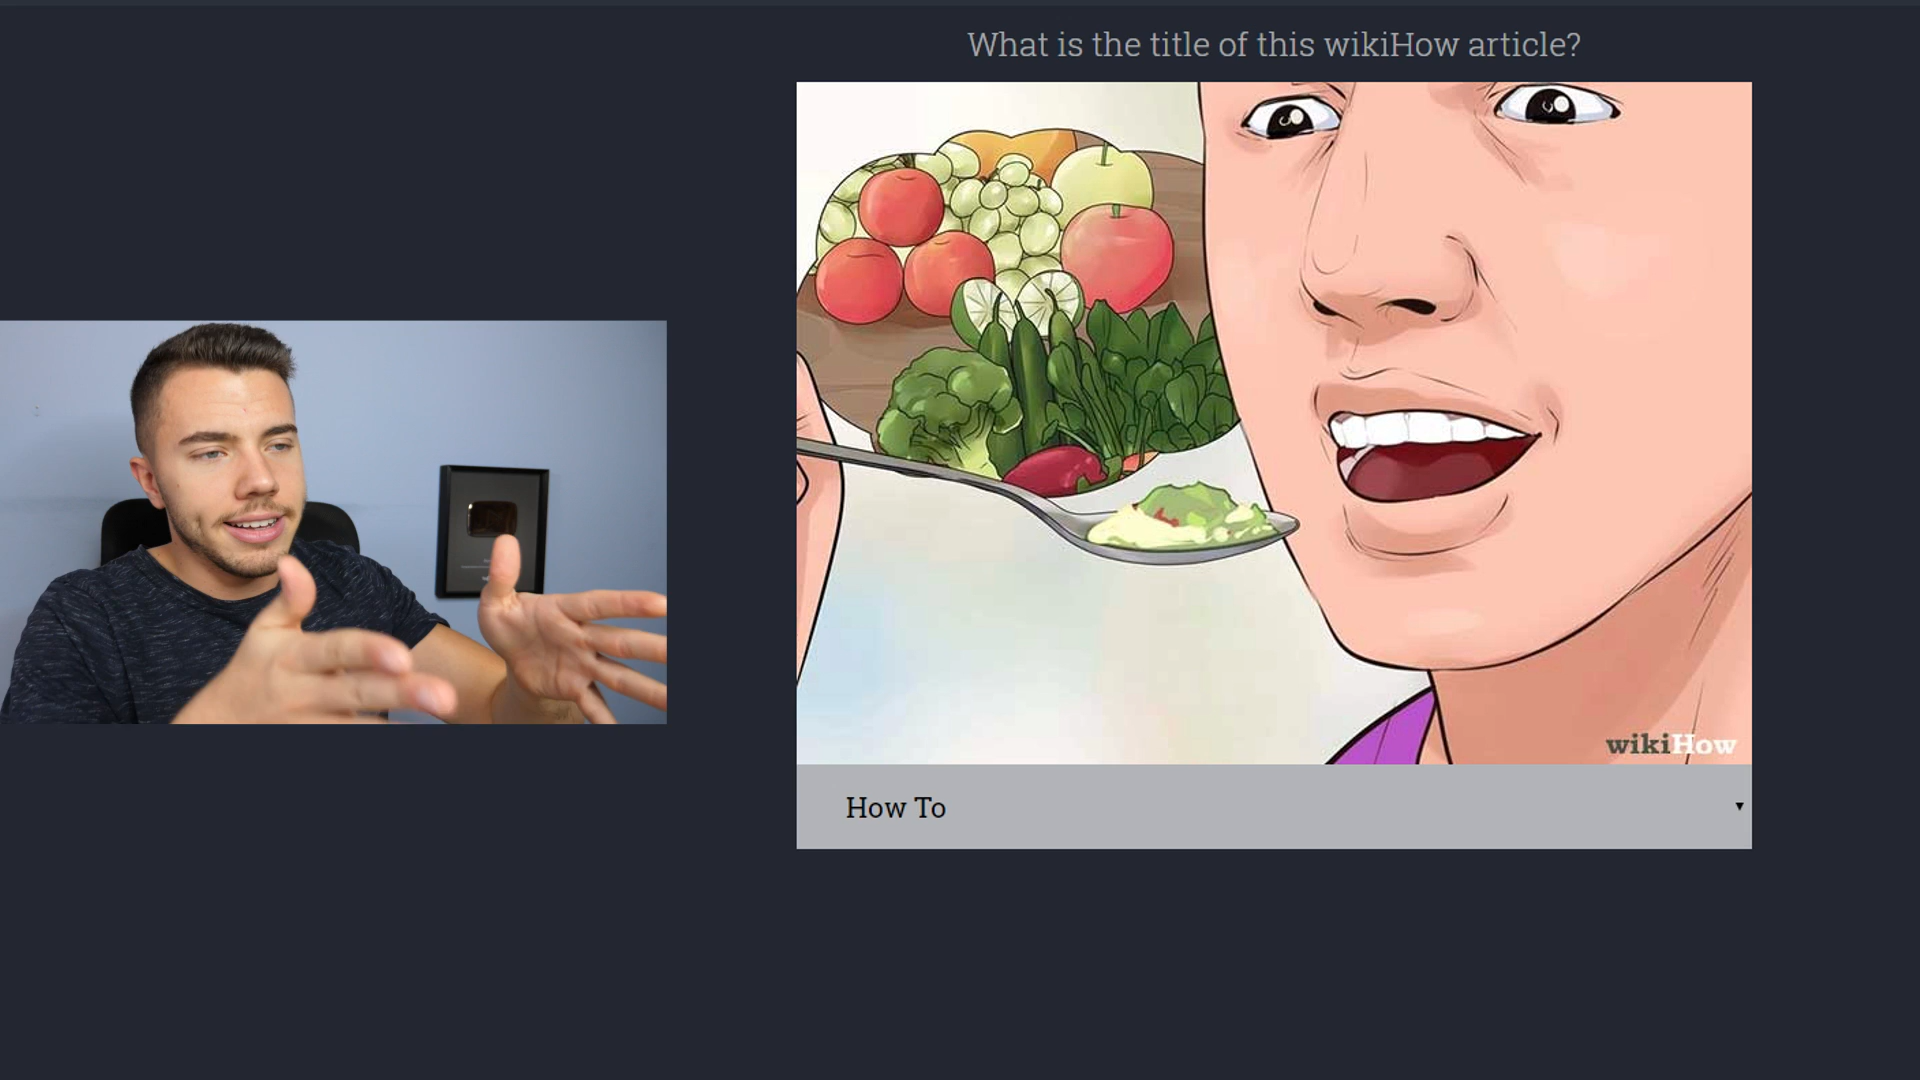 What is the title of this wikiHow article?
wikiHow
How To